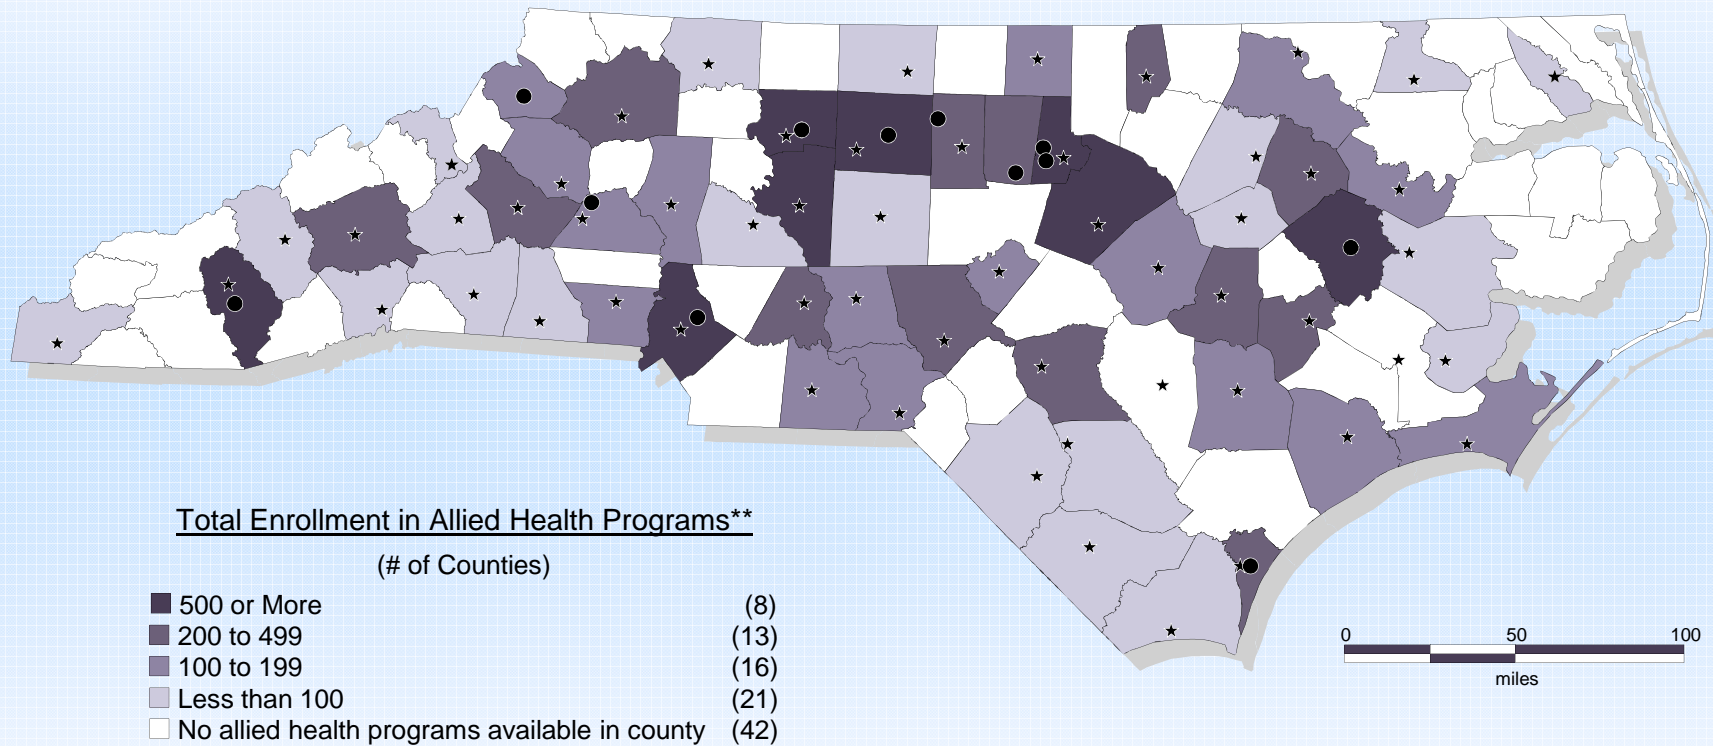 Total Enrollment in Allied Health Programs**
(# of Counties)
500 or More (8)
200 to 499 (13)
100 to 199 (16)
Less than 100 (21)
No allied health programs available in county (42)
0 50 100
miles